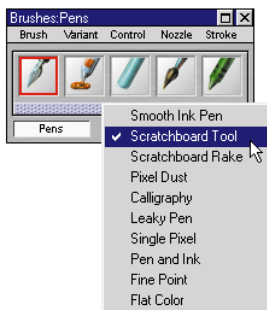 Brushes:Pens
Brush Variant Control Nozzle Stroke
Pens
Smooth Ink Pen
Scratchboard Tool
Scratchboard Rake
Pixel Dust
Calligraphy
Leaky Pen
Single Pixel
Pen and Ink
Fine Point
Flat Color